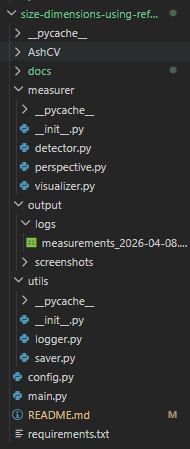 size-dimensions-using-ref...
__pycache__
AshCV
docs
measurer
__pycache__
__init__.py
detector.py
perspective.py
visualizer.py
output
logs
measurements_2026-04-08....
screenshots
utils
__pycache__
__init__.py
logger.py
saver.py
config.py
main.py
README.md M
requirements.txt